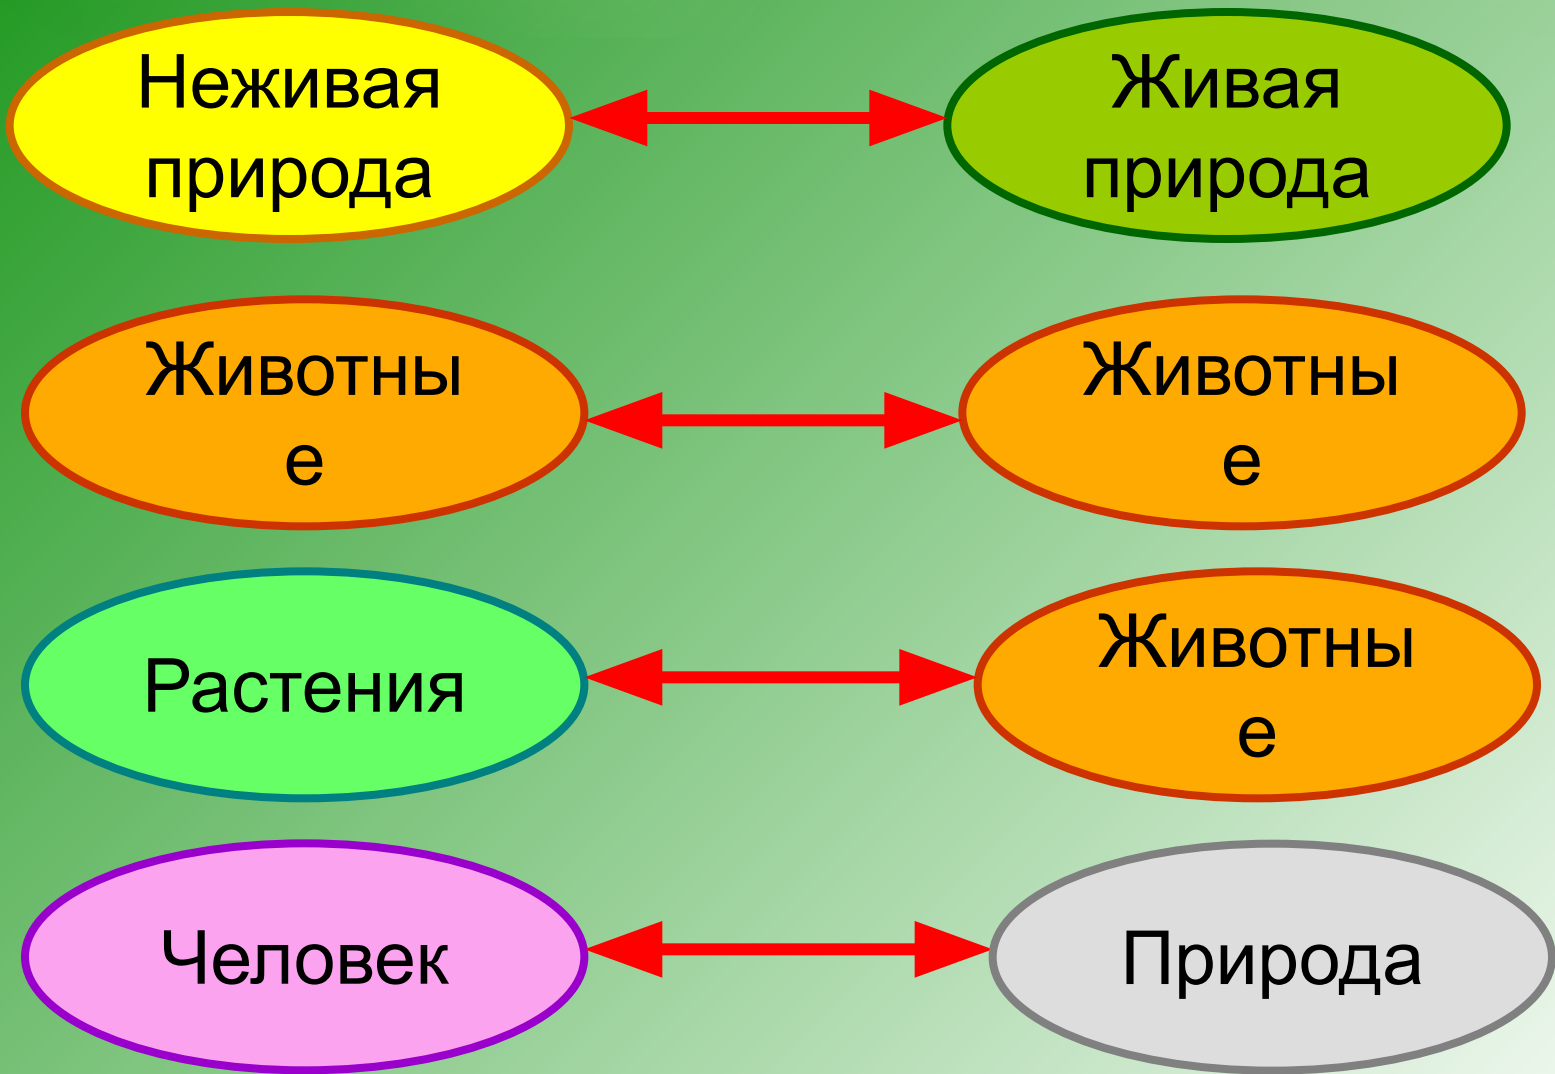 Неживая
природа
Живая
природа
Животны
е
Животны
е
Растения
Животны
е
Человек
Природа